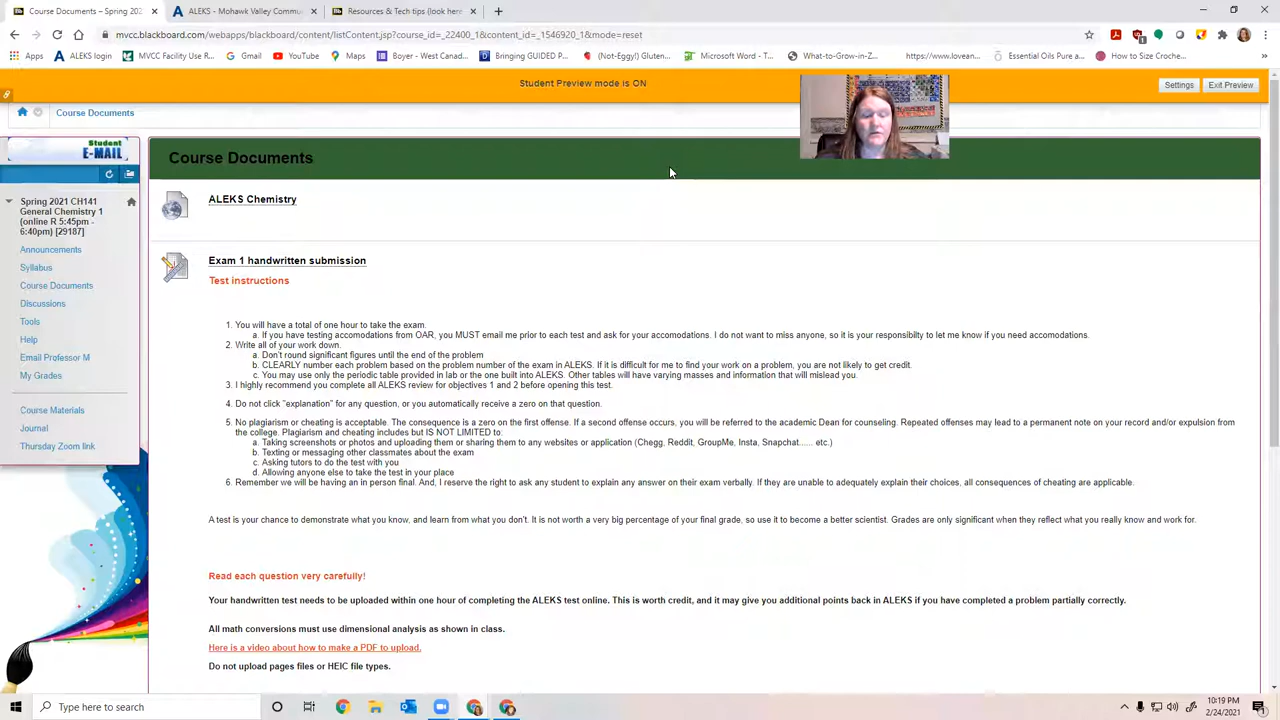 Course Documents – Spring 202
ALEKS - Mohawk Valley Commu
Resources & Tech tips (look here
mvcc.blackboard.com/webapps/blackboard/content/listContent.jsp?course_id=_22400_1&content_id=_1546920_1&mode=reset
Apps
ALEKS login
MVCC Facility Use R...
Gmail
YouTube
Maps
Boyer - West Canad...
Bringing GUIDED P...
(Not-Eggy!) Gluten...
Microsoft Word - T...
What-to-Grow-in-Z...
https://www.lovean...
Essential Oils Pure a...
How to Size Croche...
Student Preview mode is ON
Settings
Exit Preview
Course Documents
Student
E-MAIL
Spring 2021 CH141
General Chemistry 1
(online R 5:45pm -
6:40pm) [29187]
Announcements
Syllabus
Course Documents
Discussions
Tools
Help
Email Professor M
My Grades
Course Materials
Journal
Thursday Zoom link
Course Documents
ALEKS Chemistry
Exam 1 handwritten submission
Test instructions
1. You will have a total of one hour to take the exam.
a. If you have testing accomodations from OAR, you MUST email me prior to each test and ask for your accomodations. I do not want to miss anyone, so it is your responsibilty to let me know if you need accomodations.
2. Write all of your work down.
a. Don't round significant figures until the end of the problem
b. CLEARLY number each problem based on the problem number of the exam in ALEKS. If it is difficult for me to find your work on a problem, you are not likely to get credit.
c. You may use only the periodic table provided in lab or the one built into ALEKS. Other tables will have varying masses and information that will mislead you.
3. I highly recommend you complete all ALEKS review for objectives 1 and 2 before opening this test.
4. Do not click "explanation" for any question, or you automatically receive a zero on that question.
5. No plagiarism or cheating is acceptable. The consequence is a zero on the first offense. If a second offense occurs, you will be referred to the academic Dean for counseling. Repeated offenses may lead to a permanent note on your record and/or expulsion from
the college. Plagiarism and cheating includes but IS NOT LIMITED to:
a. Taking screenshots or photos and uploading them or sharing them to any websites or application (Chegg, Reddit, GroupMe, Insta, Snapchat...... etc.)
b. Texting or messaging other classmates about the exam
c. Asking tutors to do the test with you
d. Allowing anyone else to take the test in your place
6. Remember we will be having an in person final. And, I reserve the right to ask any student to explain any answer on their exam verbally. If they are unable to adequately explain their choices, all consequences of cheating are applicable.
A test is your chance to demonstrate what you know, and learn from what you don't. It is not worth a very big percentage of your final grade, so use it to become a better scientist. Grades are only significant when they reflect what you really know and work for.
Read each question very carefully!
Your handwritten test needs to be uploaded within one hour of completing the ALEKS test online. This is worth credit, and it may give you additional points back in ALEKS if you have completed a problem partially correctly.
All math conversions must use dimensional analysis as shown in class.
Here is a video about how to make a PDF to upload.
Do not upload pages files or HEIC file types.
Type here to search
10:19 PM
2/24/2021